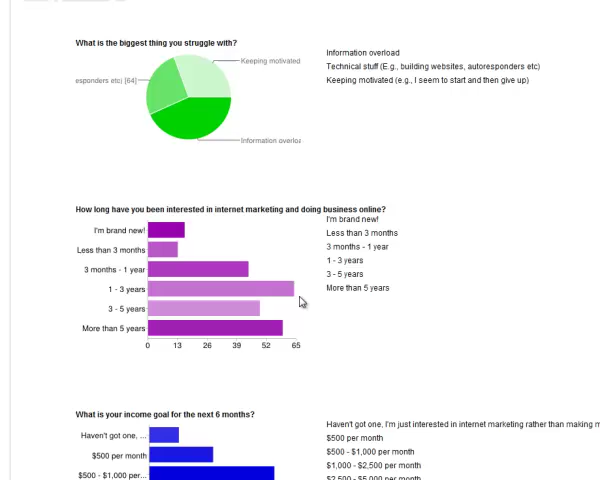 What is the biggest thing you struggle with?
Keeping motivated
esponders etc) [64]
Information overloa
Information overload
Technical stuff (E.g., building websites, autoresponders etc)
Keeping motivated (e.g., I seem to start and then give up)
How long have you been interested in internet marketing and doing business online?
I'm brand new!
Less than 3 months
3 months - 1 year
1 - 3 years
3 - 5 years
More than 5 years
0 13 26 39 52 65
I'm brand new!
Less than 3 months
3 months - 1 year
1 - 3 years
3 - 5 years
More than 5 years
What is your income goal for the next 6 months?
Haven't got one, ...
$500 per month
$500 - $1,000 per...
Haven't got one, I'm just interested in internet marketing rather than making m
$500 per month
$500 - $1,000 per month
$1,000 - $2,500 per month
$2,500 - $5,000 per month